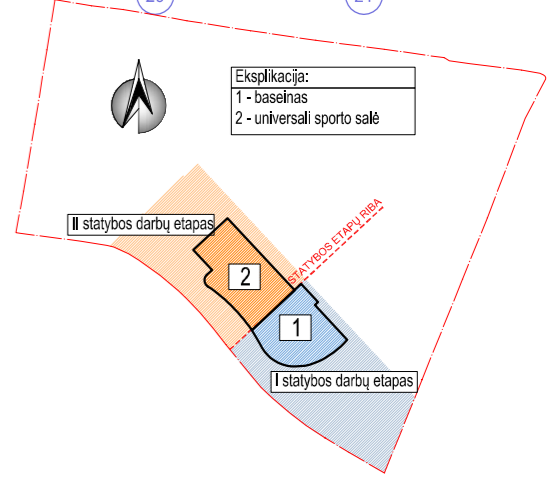 Eksplikacija:
1 - baseinas
2 - universali sporto salė
II statybos darbų etapas
STATYBOS ETAPŲ RIBA
2
1
I statybos darbų etapas